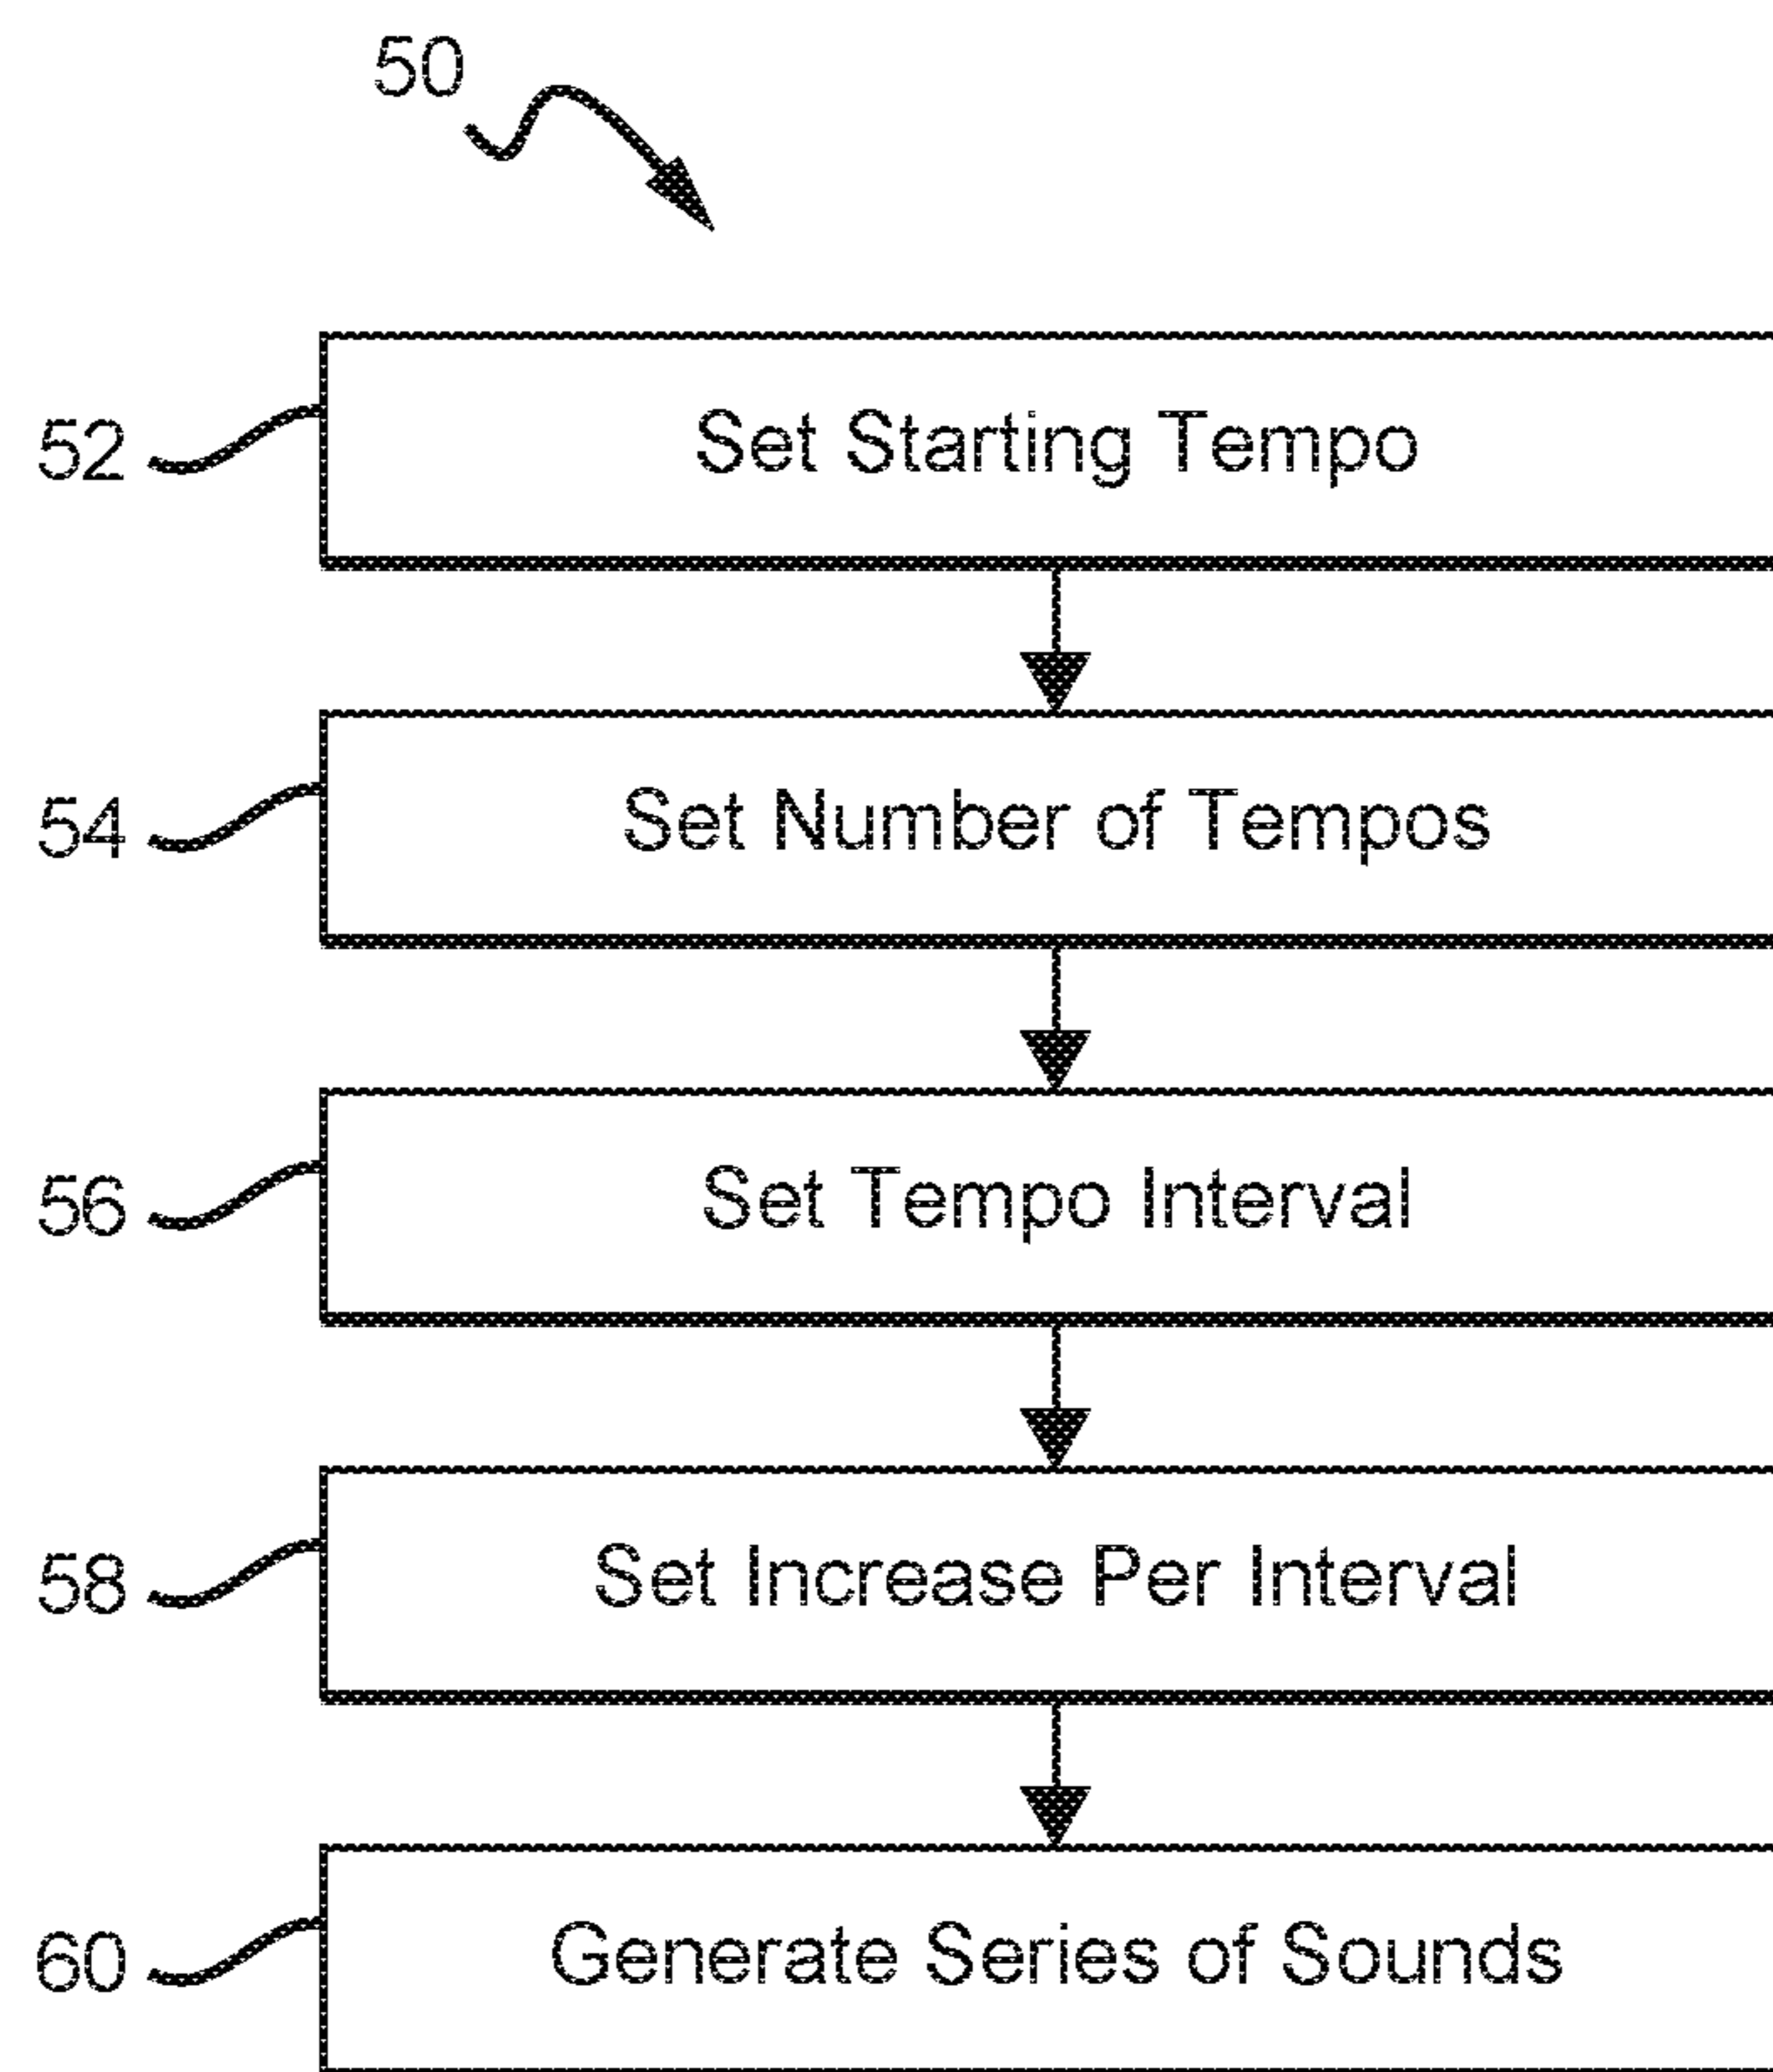 50
52 Set Starting Tempo
54 Set Number of Tempos
56 Set Tempo Interval
58 Set Increase Per Interval
60 Generate Series of Sounds